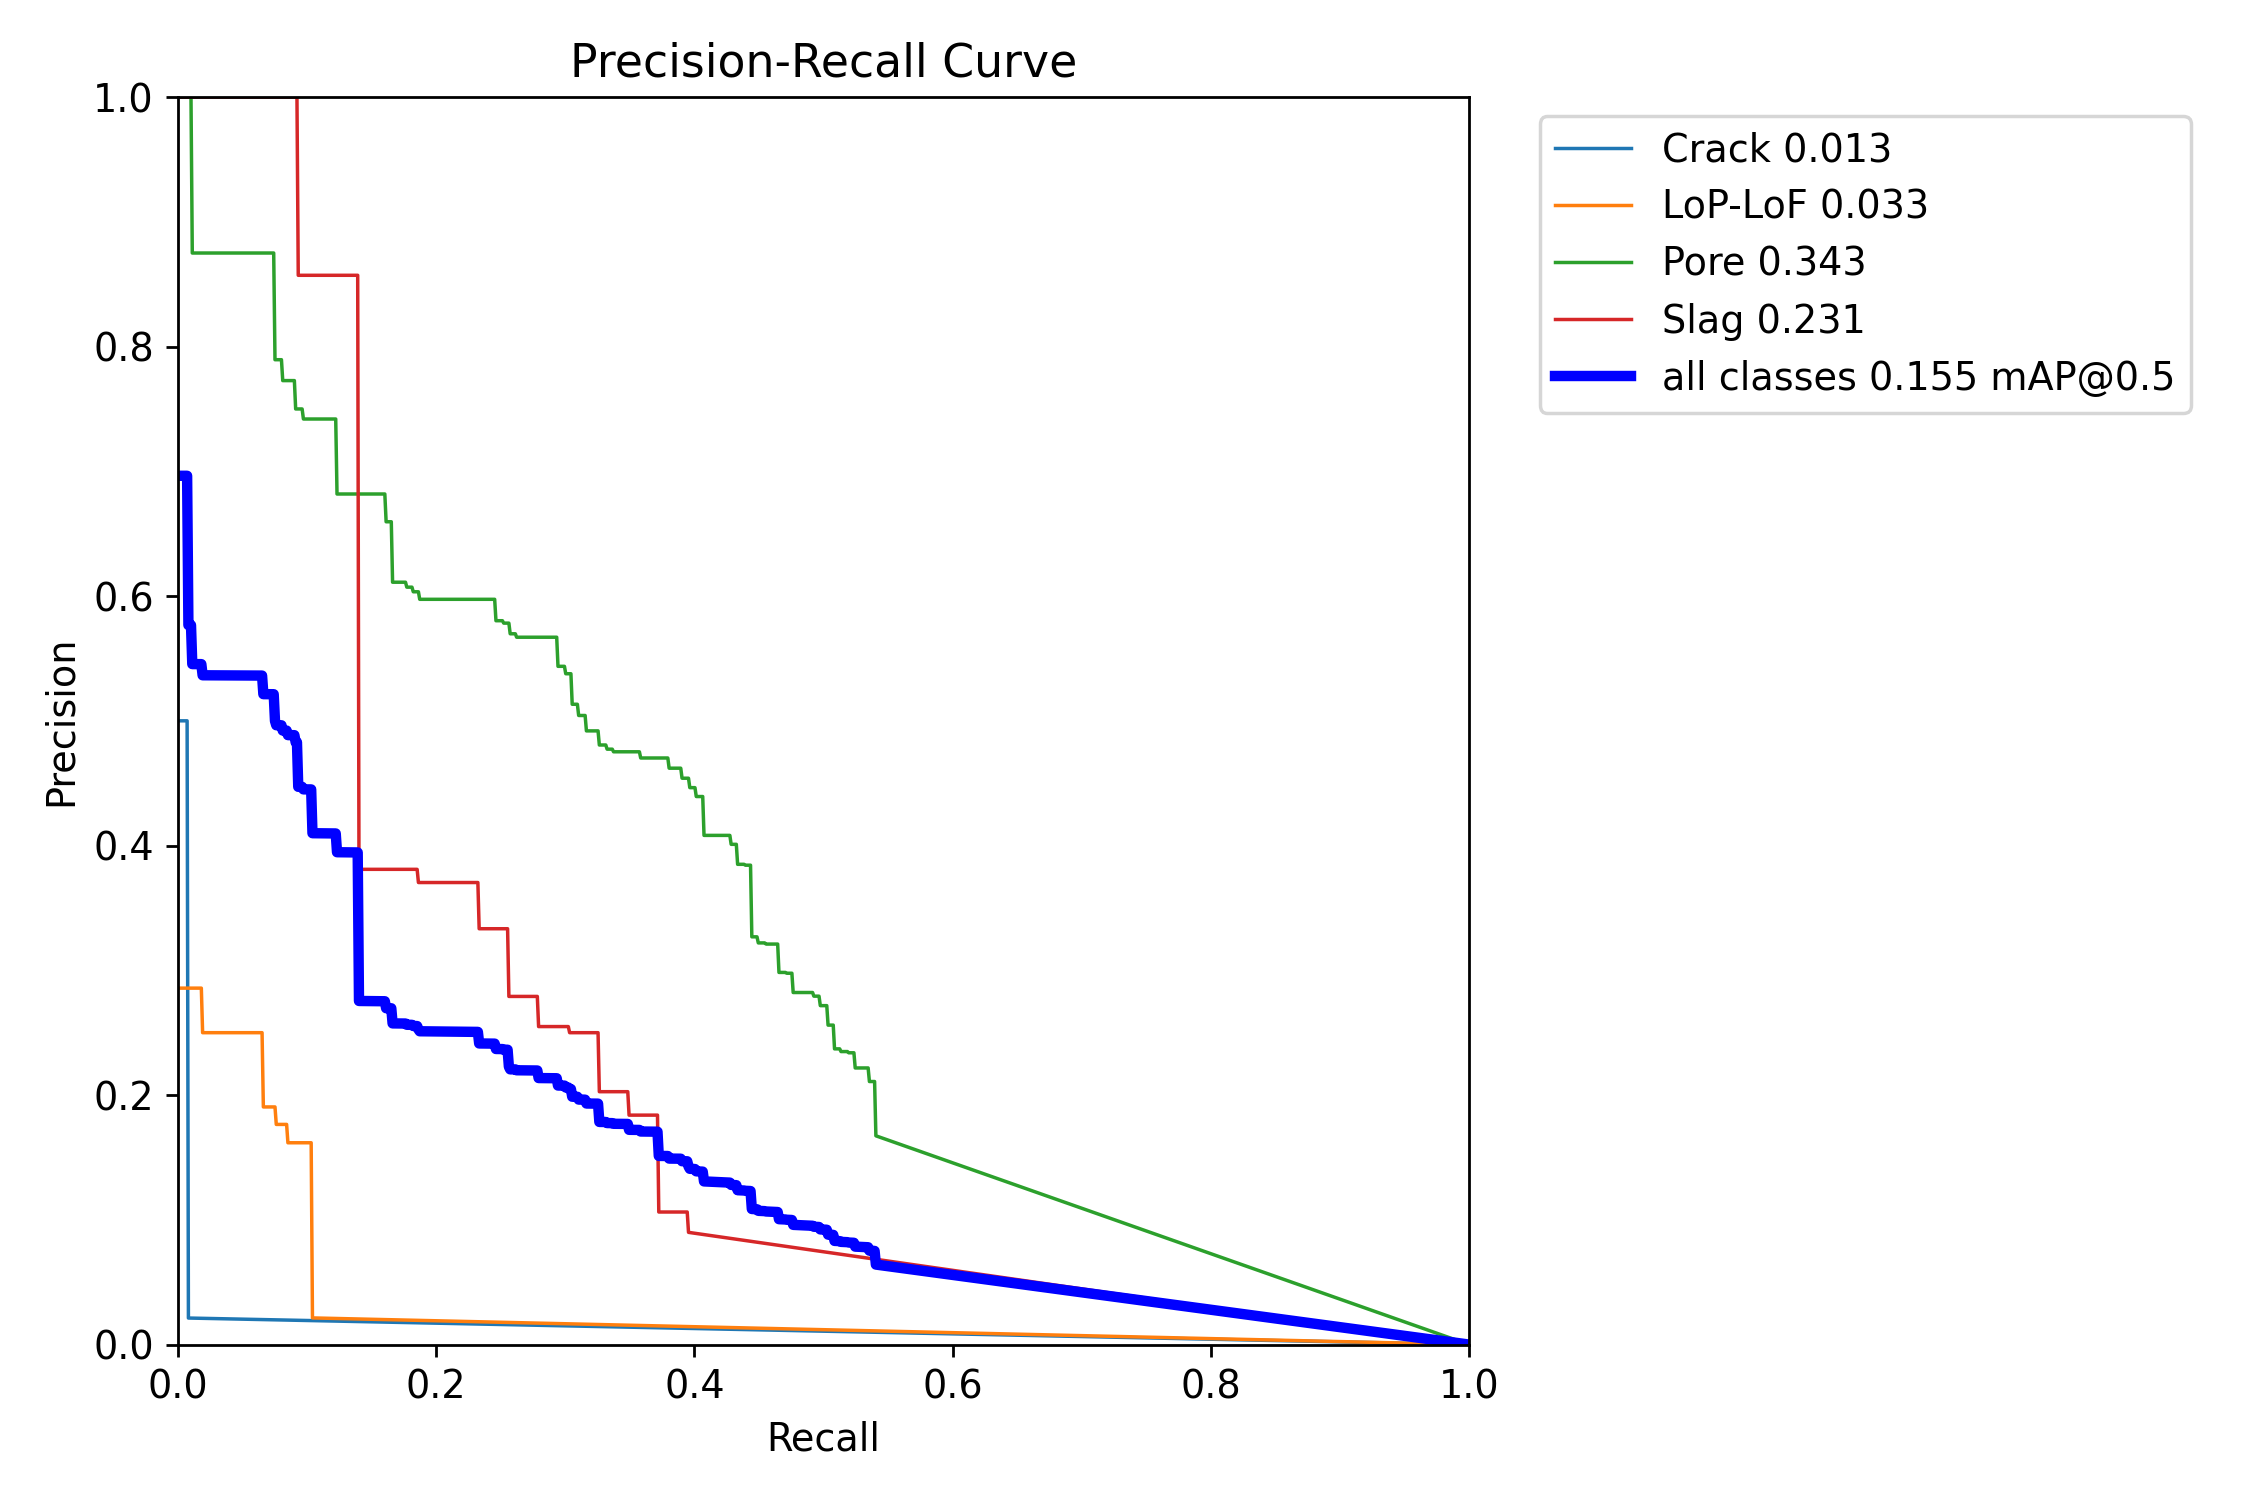 Precision-Recall Curve
1.0
0.8
0.6
0.4
0.2
0.0
Precision
0.0 0.2 0.4 0.6 0.8 1.0
Recall
Crack 0.013
LoP-LoF 0.033
Pore 0.343
Slag 0.231
all classes 0.155 mAP@0.5